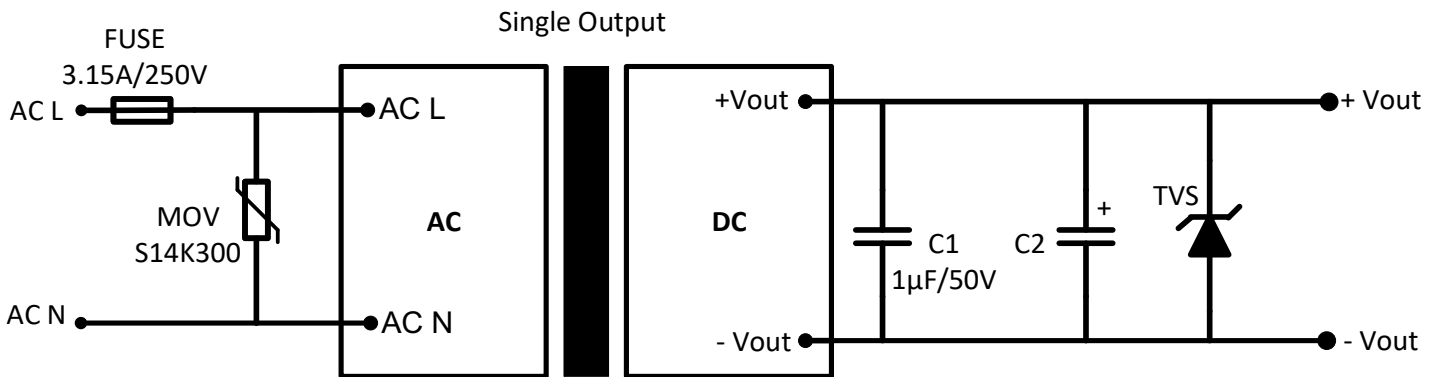 Single Output
FUSE
3.15A/250V
AC L
AC L
+Vout
+ Vout
MOV
S14K300
AC
DC
C1
1µF/50V
C2
+
TVS
AC N
AC N
- Vout
- Vout